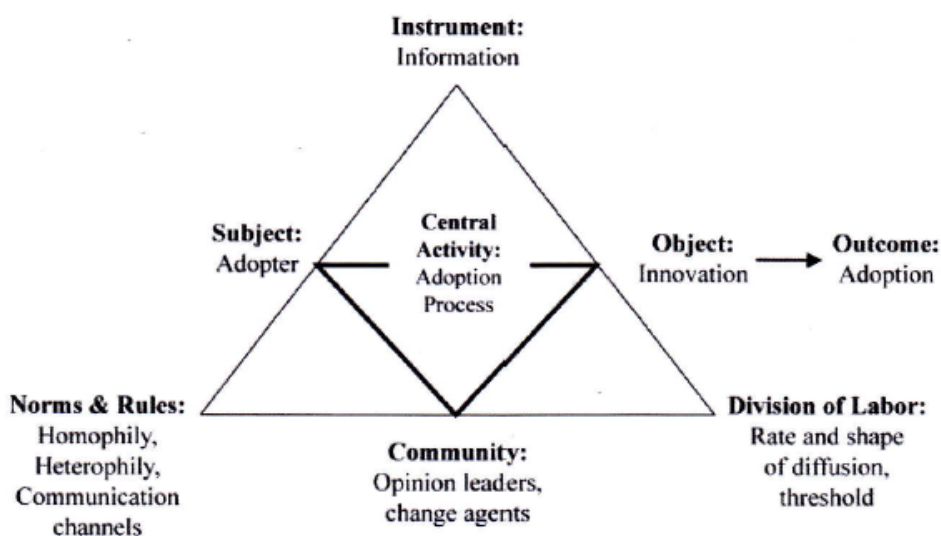 Instrument:
Information
Subject:
Adopter
Central
Activity:
Adoption
Process
Object:
Innovation
Outcome:
Adoption
Norms & Rules:
Homophily,
Heterophily,
Communication
channels
Community:
Opinion leaders,
change agents
Division of Labor:
Rate and shape
of diffusion,
threshold